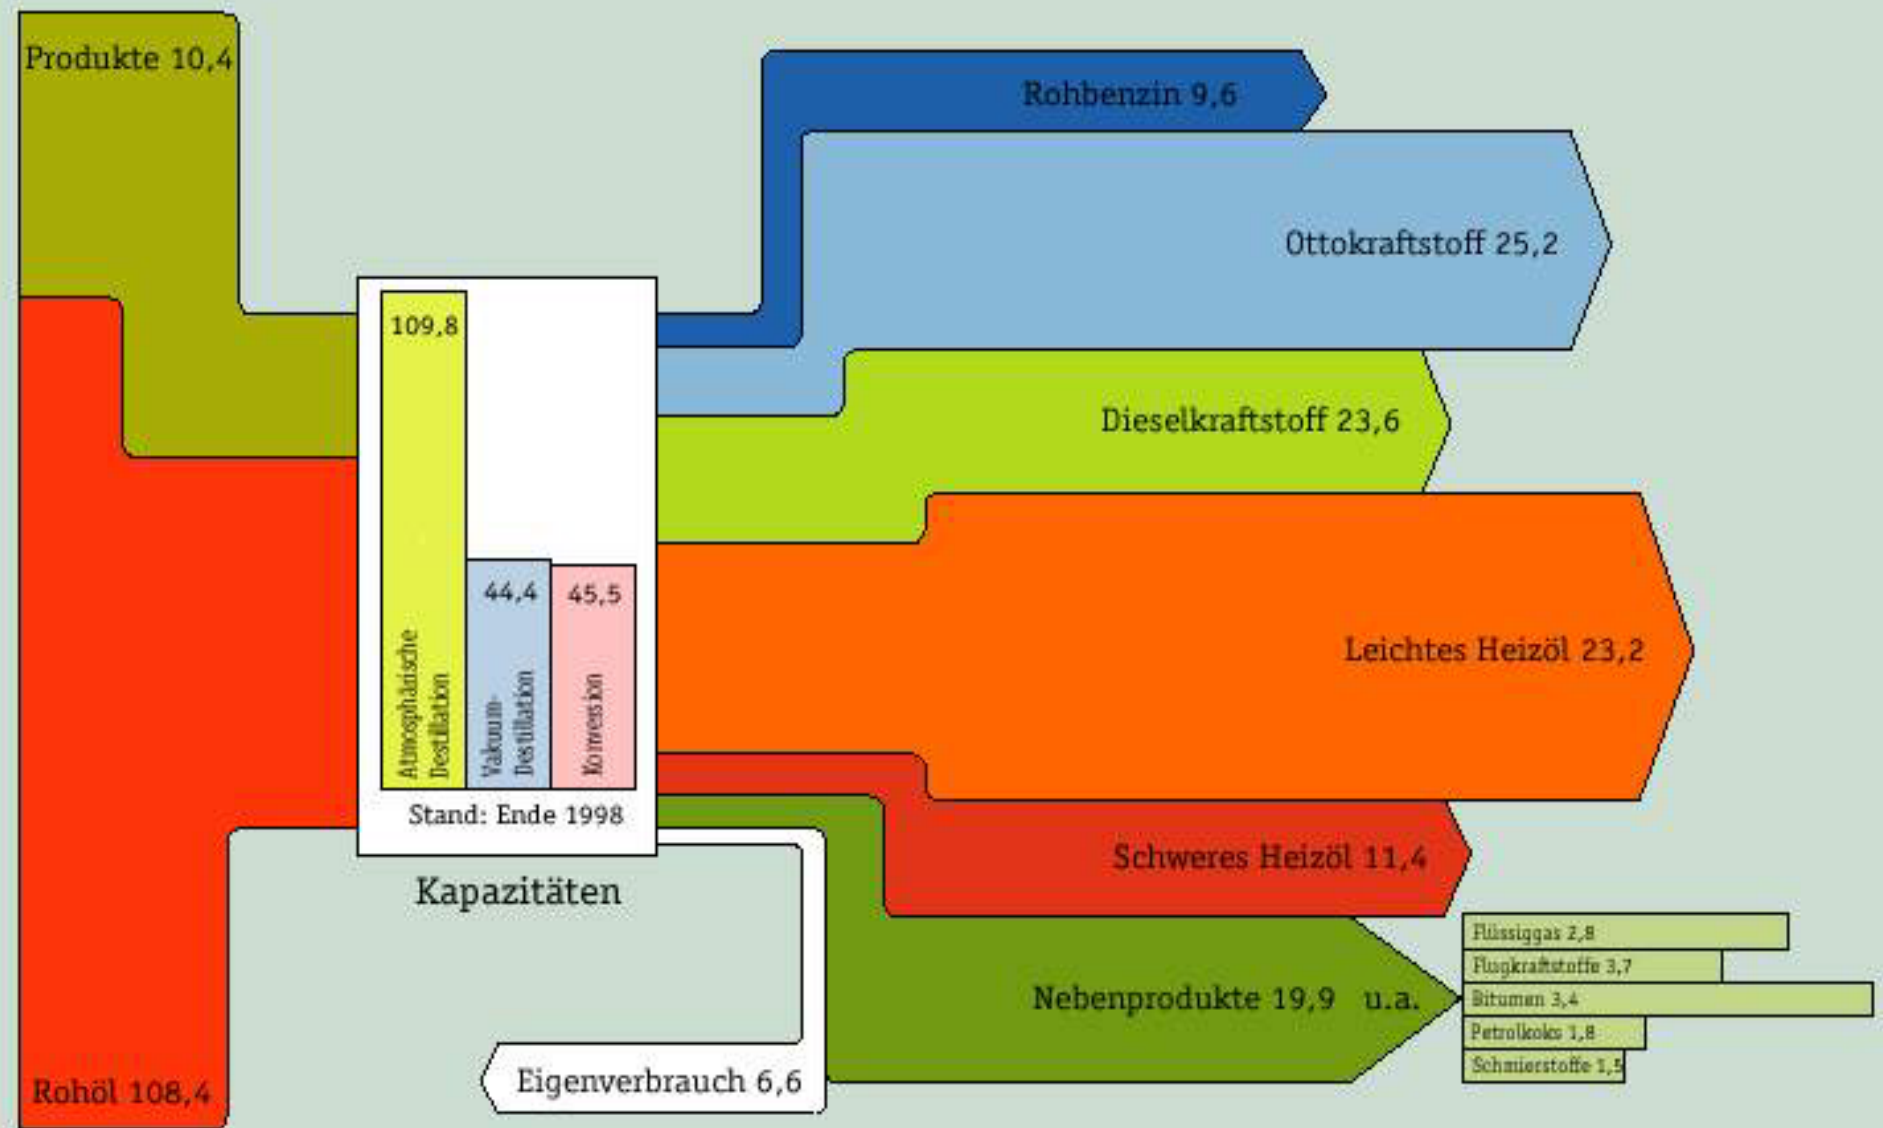 Produkte 10,4
Rohöl 108,4
109,8
Atmosphärische
Destillation
44,4
Vakuum-
Destillation
45,5
Konversion
Stand: Ende 1998
Kapazitäten
Rohbenzin 9,6
Ottokraftstoff 25,2
Dieselkraftstoff 23,6
Leichtes Heizöl 23,2
Schweres Heizöl 11,4
Nebenprodukte 19,9 u.a.
Flüssiggas 2,8
Flugkraftstoffe 3,7
Bitumen 3,4
Petrolkoks 1,8
Schmierstoffe 1,5
Eigenverbrauch 6,6